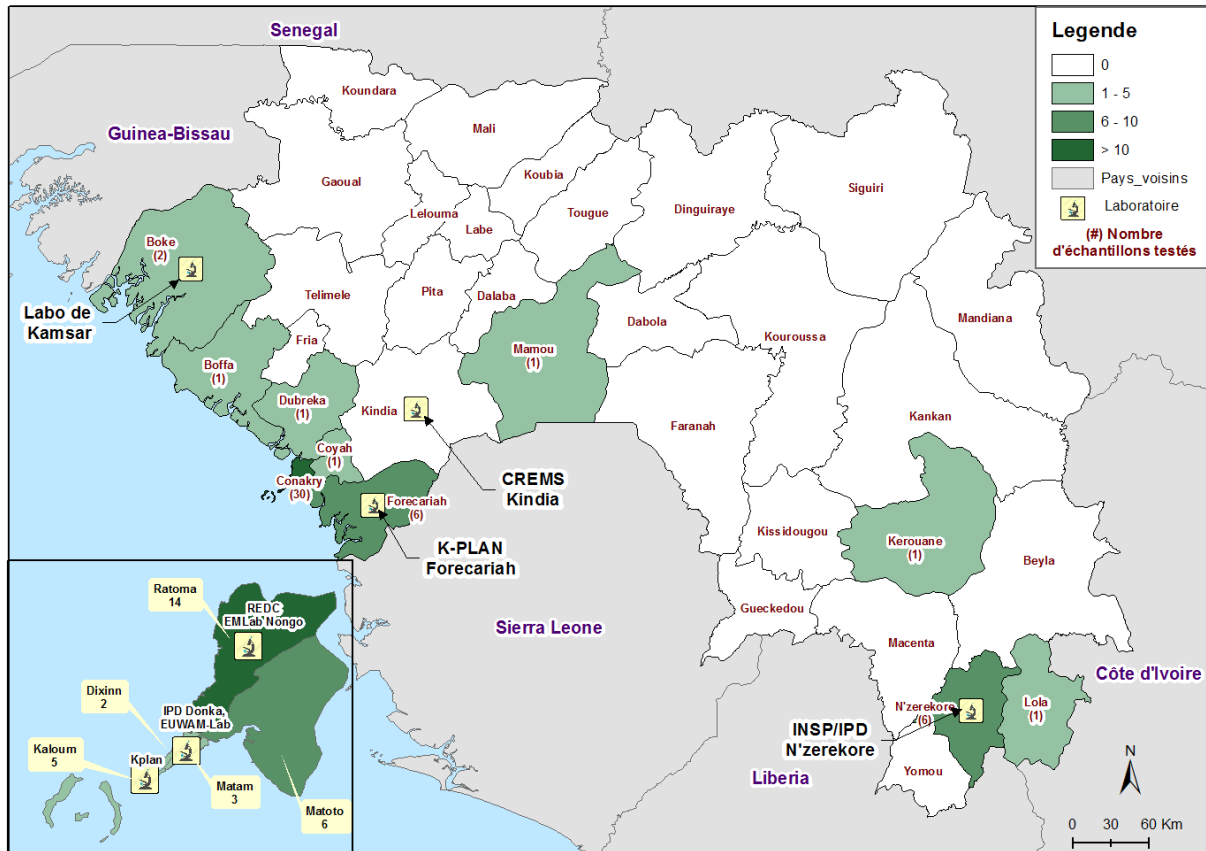 Senegal
Guinea-Bissau
Koundara
Mali
Gaoual
Koubia
Lelouma
Labe
Tougue
Dinguiraye
Siguiri
Boke
(2)
Labo de
Kamsar
Telimele
Pita
Dalaba
Mamou
(1)
Dabola
Kouroussa
Mandiana
Fria
Boffa
(1)
Dubreka
(1)
Kindia
Coyah
(1)
Conakry
(30)
Forecariah
(6)
CREMS
Kindia
K-PLAN
Forecariah
Faranah
Kankan
Kissidougou
Kerouane
(1)
Beyla
Gueckedou
Macenta
Sierra Leone
N'zerekore
(6)
Lola
(1)
Côte d'Ivoire
INSP/IPD
N'zerekore
Yomou
Liberia
Legende
0
1 - 5
6 - 10
> 10
Pays_voisins
Laboratoire
(#) Nombre
d'échantillons testés
Ratoma
14
REDC
EMLab Nongo
Dixinn
2
IPD Donka,
EUWAM-Lab
Kaloum
5
Kplan
Matam
3
Matoto
6
N
0 30 60 Km